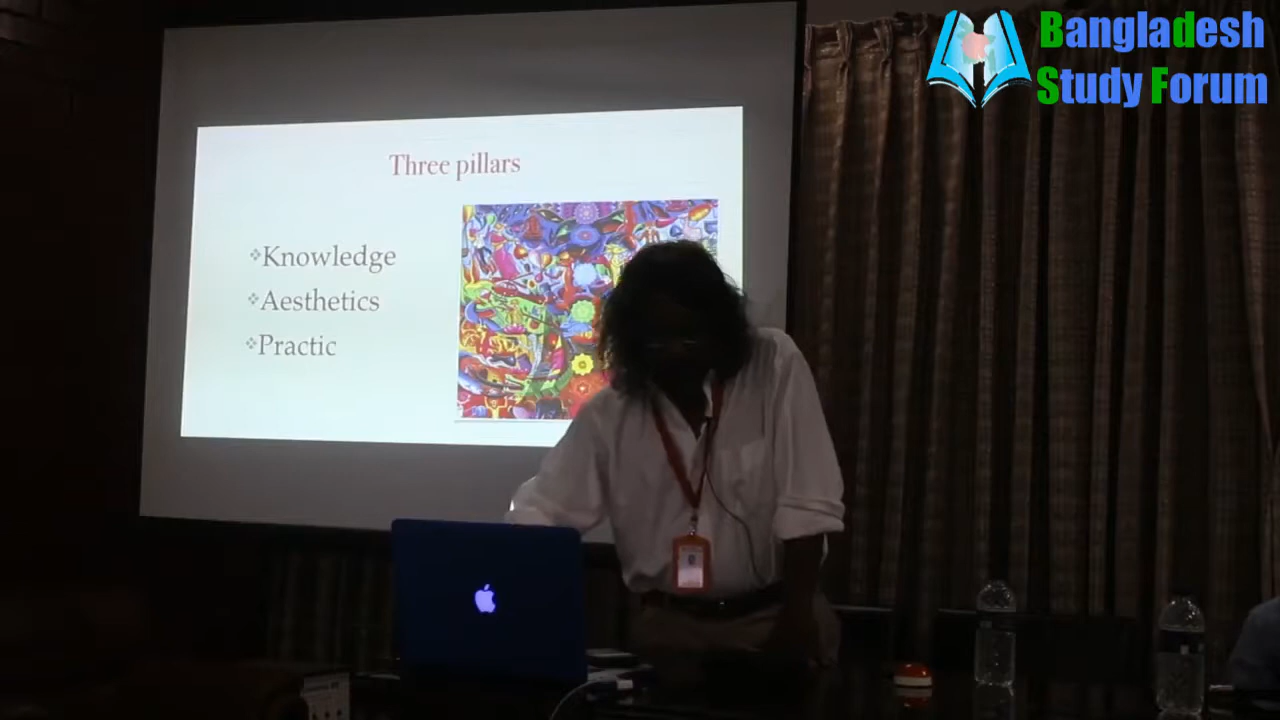 Bangladesh
Study Forum
Three pillars
❖Knowledge
❖Aesthetics
❖Practic